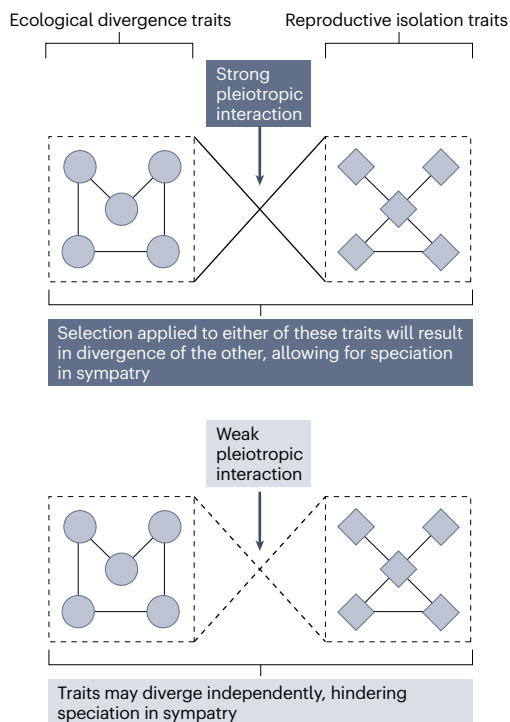 Ecological divergence traits
Reproductive isolation traits
Strong
pleiotropic
interaction
Selection applied to either of these traits will result
in divergence of the other, allowing for speciation
in sympatry
Weak
pleiotropic
interaction
Traits may diverge independently, hindering
speciation in sympatry